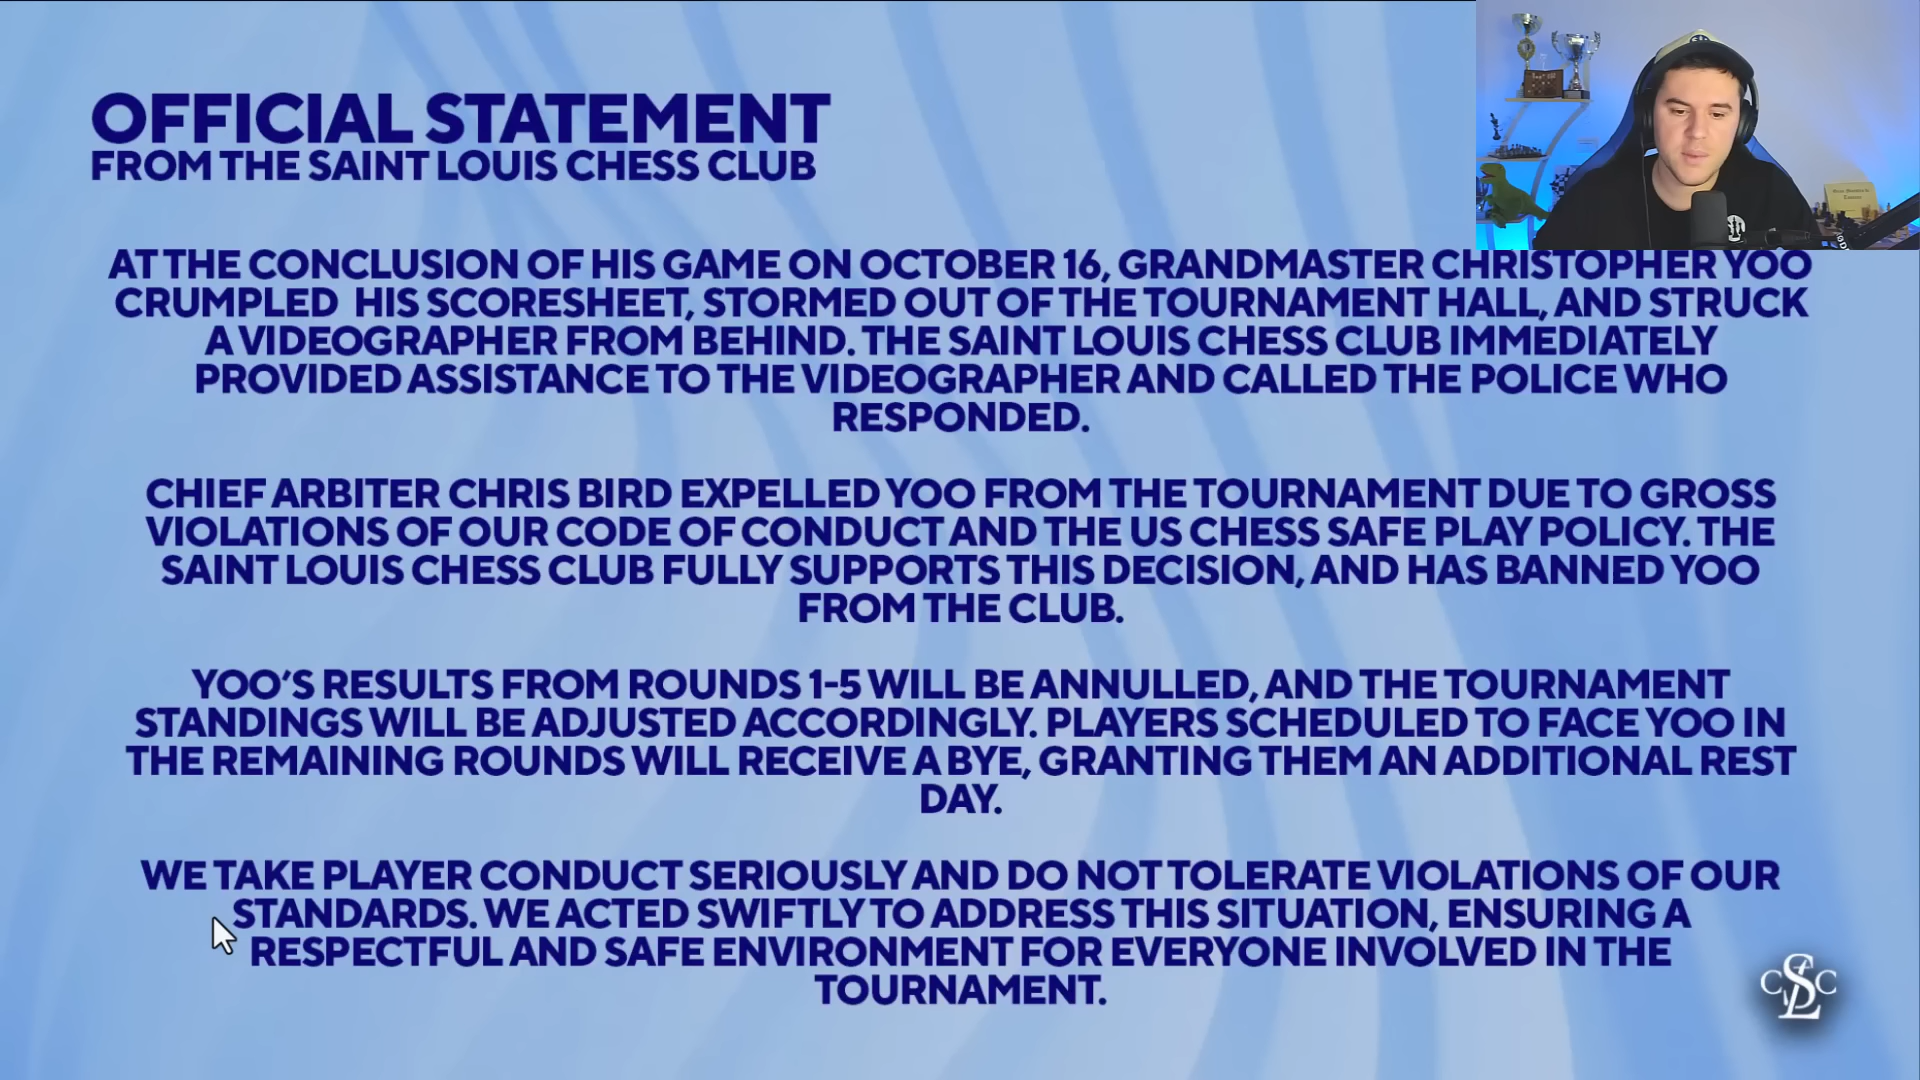 OFFICIAL STATEMENT
FROM THE SAINT LOUIS CHESS CLUB
AT THE CONCLUSION OF HIS GAME ON OCTOBER 16, GRANDMASTER CHRISTOPHER YOO
CRUMPLED HIS SCORESHEET, STORMED OUT OF THE TOURNAMENT HALL, AND STRUCK
A VIDEOGRAPHER FROM BEHIND. THE SAINT LOUIS CHESS CLUB IMMEDIATELY
PROVIDED ASSISTANCE TO THE VIDEOGRAPHER AND CALLED THE POLICE WHO
RESPONDED.
CHIEF ARBITER CHRIS BIRD EXPELLED YOO FROM THE TOURNAMENT DUE TO GROSS
VIOLATIONS OF OUR CODE OF CONDUCT AND THE US CHESS SAFE PLAY POLICY. THE
SAINT LOUIS CHESS CLUB FULLY SUPPORTS THIS DECISION, AND HAS BANNED YOO
FROM THE CLUB.
YOO'S RESULTS FROM ROUNDS 1-5 WILL BE ANNULLED, AND THE TOURNAMENT
STANDINGS WILL BE ADJUSTED ACCORDINGLY. PLAYERS SCHEDULED TO FACE YOO IN
THE REMAINING ROUNDS WILL RECEIVE A BYE, GRANTING THEM AN ADDITIONAL REST
DAY.
WE TAKE PLAYER CONDUCT SERIOUSLY AND DO NOT TOLERATE VIOLATIONS OF OUR
STANDARDS. WE ACTED SWIFTLY TO ADDRESS THIS SITUATION, ENSURING A
RESPECTFUL AND SAFE ENVIRONMENT FOR EVERYONE INVOLVED IN THE
TOURNAMENT.